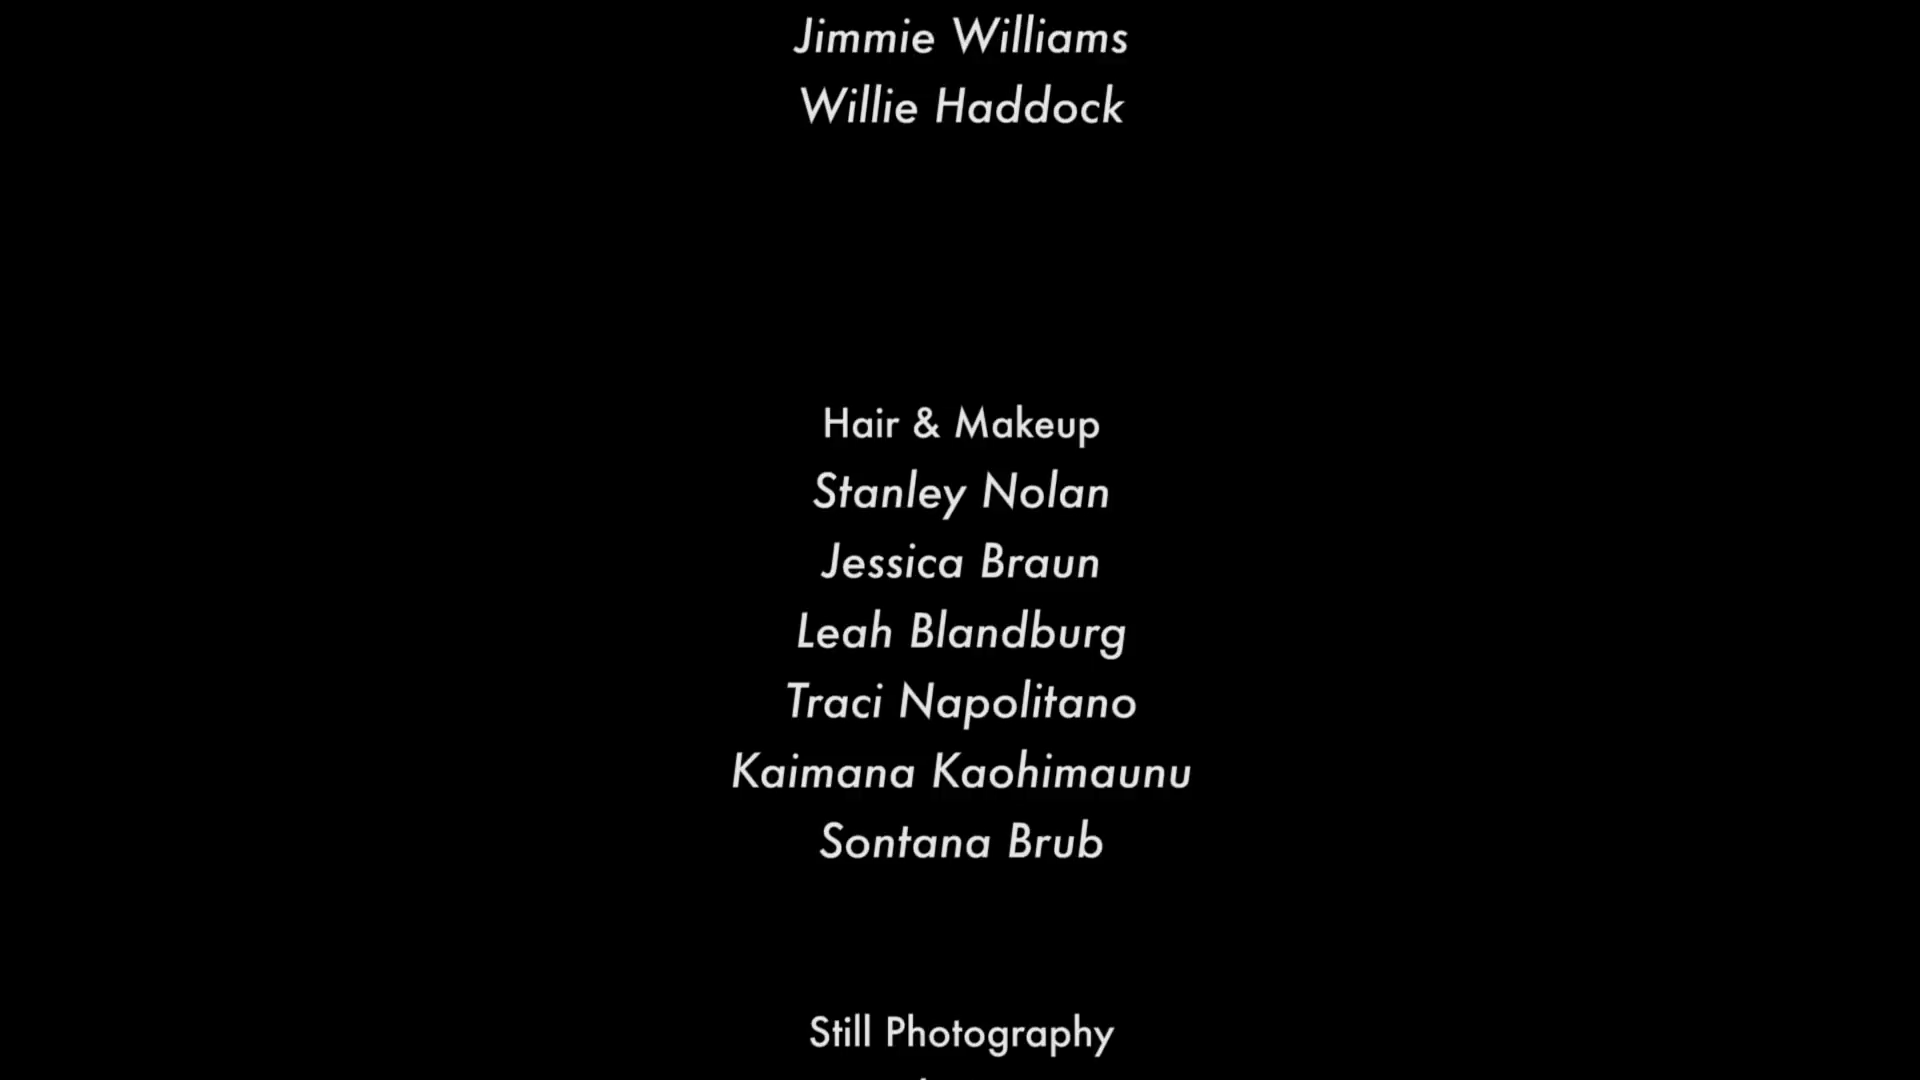 Jimmie Williams
Willie Haddock
Hair & Makeup
Stanley Nolan
Jessica Braun
Leah Blandburg
Traci Napolitano
Kaimana Kaohimaunu
Sontana Brub
Still Photography